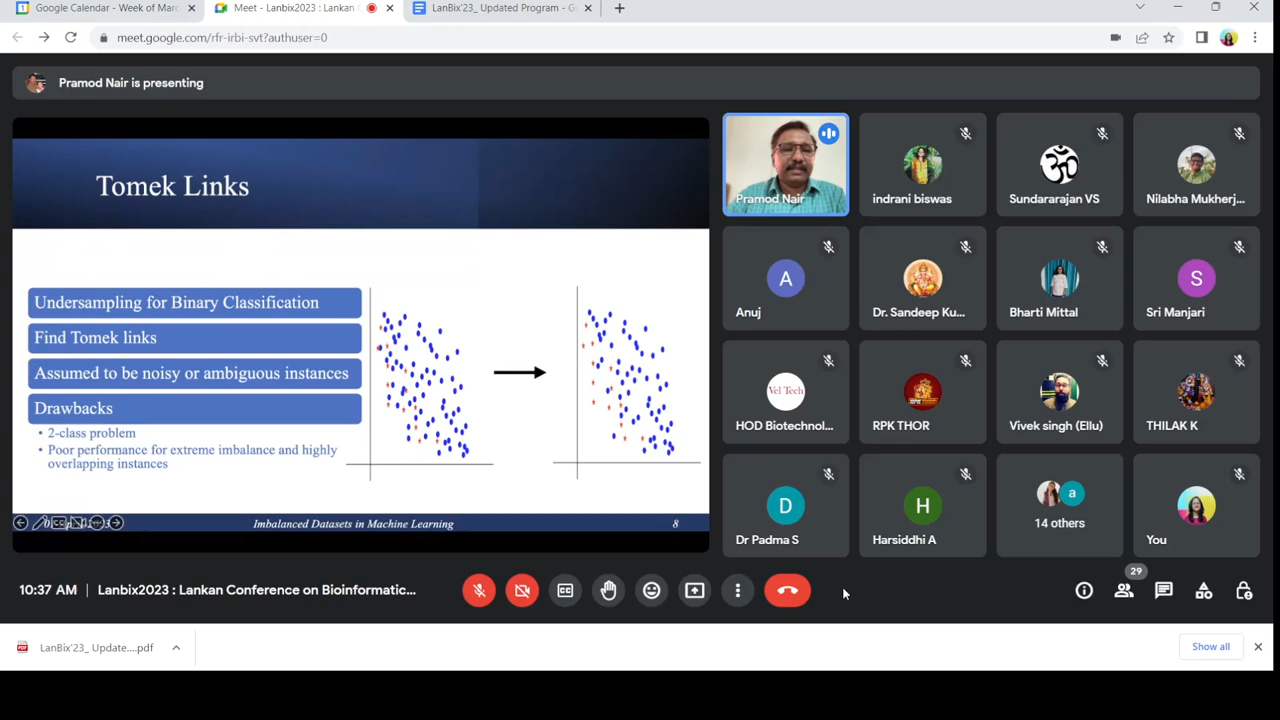 Google Calendar - Week of Marc
Meet - Lanbix2023 : Lankan
LanBix'23_ Updated Program - G
meet.google.com/rfr-irbi-svt?authuser=0
Pramod Nair is presenting
Tomek Links
Undersampling for Binary Classification
Find Tomek links
Assumed to be noisy or ambiguous instances
Drawbacks
• 2-class problem
• Poor performance for extreme imbalance and highly
overlapping instances
Imbalanced Datasets in Machine Learning
8
Pramod Nair
indrani biswas
Sundararajan VS
Nilabha Mukherj...
A
Anuj
Dr. Sandeep Ku...
Bharti Mittal
S
Sri Manjari
Vel Tech
HOD Biotechnol...
RPK THOR
Vivek singh (Ellu)
THILAK K
D
Dr Padma S
H
Harsiddhi A
a
14 others
You
29
10:37 AM | Lanbix2023 : Lankan Conference on Bioinformatic...
LanBix'23_ Update....pdf
Show all